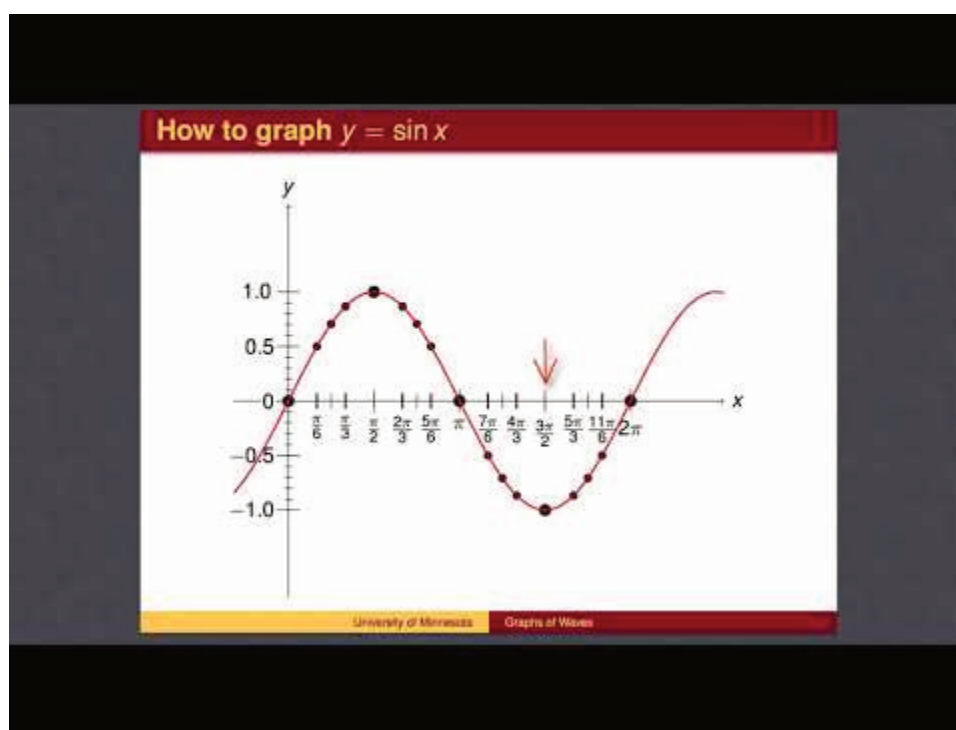 How to graph y = sin x
y
1.0
0.5
0
−0.5
−1.0
π/6 π/3 π/2 2π/3 5π/6 π 7π/6 4π/3 3π/2 5π/3 11π/6 2π
x
University of Minnesota Graphs of Waves